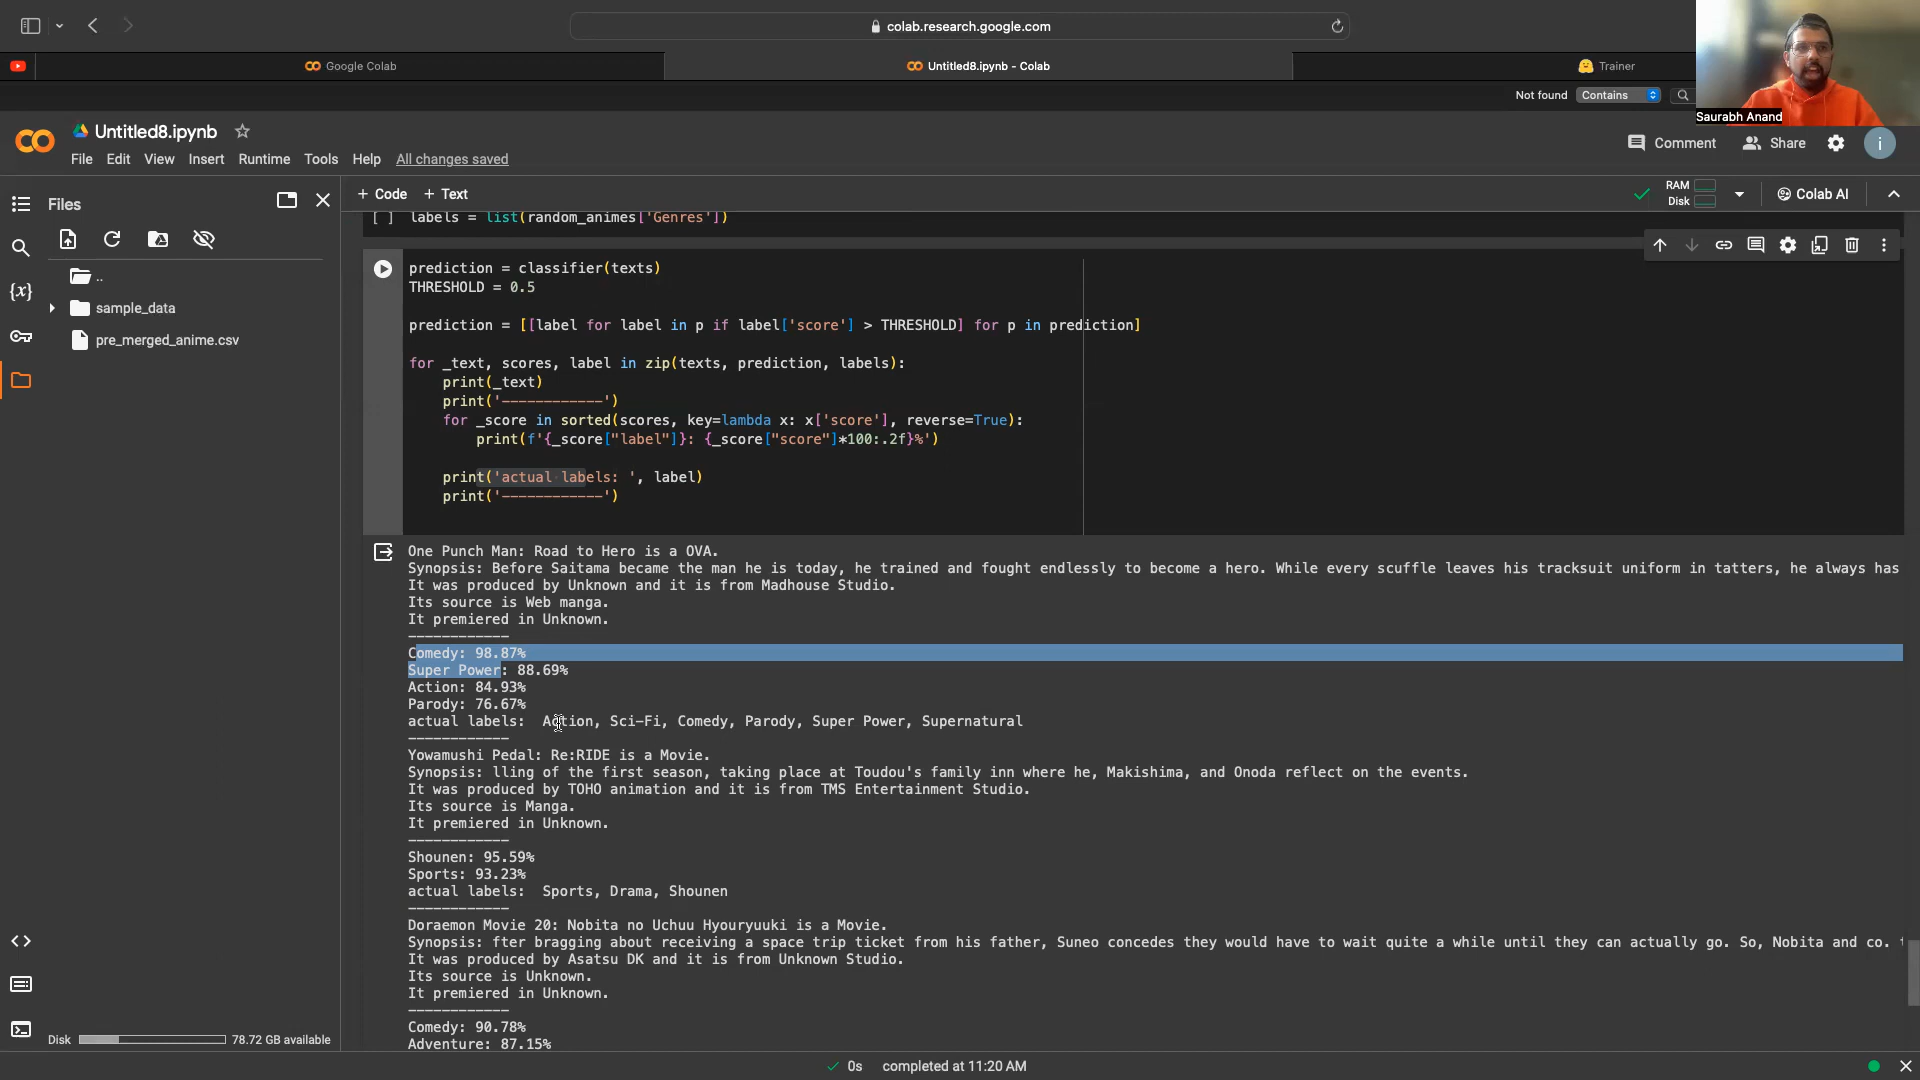 colab.research.google.com
Google Colab
Untitled8.ipynb - Colab
Trainer
Not found
Contains
Saurabh Anand
Untitled8.ipynb
File Edit View Insert Runtime Tools Help All changes saved
Comment
Share
i
Files
+ Code + Text
RAM
Disk
Colab AI
..
sample_data
pre_merged_anime.csv
{x}
[ ] labels = list(random_animes['Genres'])
prediction = classifier(texts)
THRESHOLD = 0.5
prediction = [[label for label in p if label['score'] > THRESHOLD] for p in prediction]
for _text, scores, label in zip(texts, prediction, labels):
print(_text)
print('------------')
for _score in sorted(scores, key=lambda x: x['score'], reverse=True):
print(f'{_score["label"]}: {_score["score"]*100:.2f}%')
print('actual labels: ', label)
print('------------')
One Punch Man: Road to Hero is a OVA.
Synopsis: Before Saitama became the man he is today, he trained and fought endlessly to become a hero. While every scuffle leaves his tracksuit uniform in tatters, he always has
It was produced by Unknown and it is from Madhouse Studio.
Its source is Web manga.
It premiered in Unknown.
------------
Comedy: 98.87%
Super Power: 88.69%
Action: 84.93%
Parody: 76.67%
actual labels:  Action, Sci-Fi, Comedy, Parody, Super Power, Supernatural
------------
Yowamushi Pedal: Re:RIDE is a Movie.
Synopsis: lling of the first season, taking place at Toudou's family inn where he, Makishima, and Onoda reflect on the events.
It was produced by TOHO animation and it is from TMS Entertainment Studio.
Its source is Manga.
It premiered in Unknown.
------------
Shounen: 95.59%
Sports: 93.23%
actual labels:  Sports, Drama, Shounen
------------
Doraemon Movie 20: Nobita no Uchuu Hyouryuuki is a Movie.
Synopsis: fter bragging about receiving a space trip ticket from his father, Suneo concedes they would have to wait quite a while until they can actually go. So, Nobita and co.
It was produced by Asatsu DK and it is from Unknown Studio.
Its source is Unknown.
It premiered in Unknown.
------------
Comedy: 90.78%
Adventure: 87.15%
Disk
78.72 GB available
0s completed at 11:20 AM